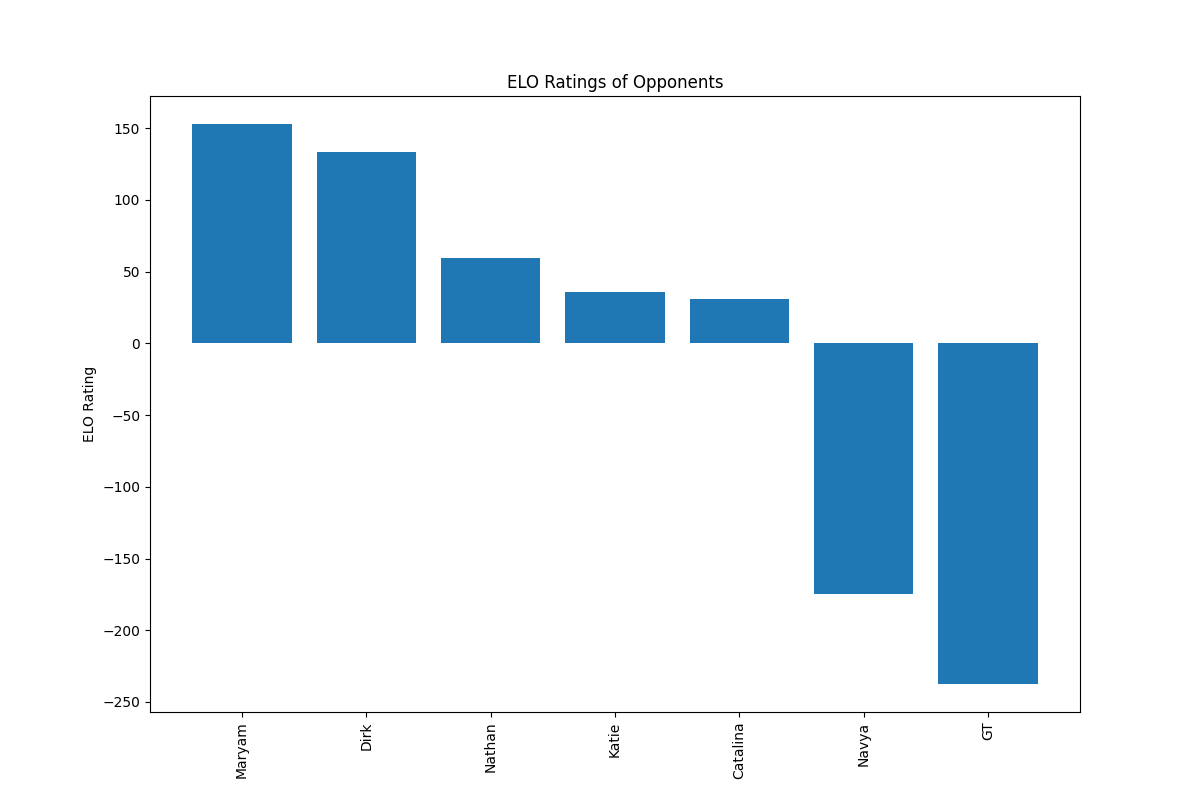 ELO Ratings of Opponents
150
100
50
0
−50
−100
−150
−200
−250
ELO Rating
Maryam
Dirk
Nathan
Katie
Catalina
Navya
GT